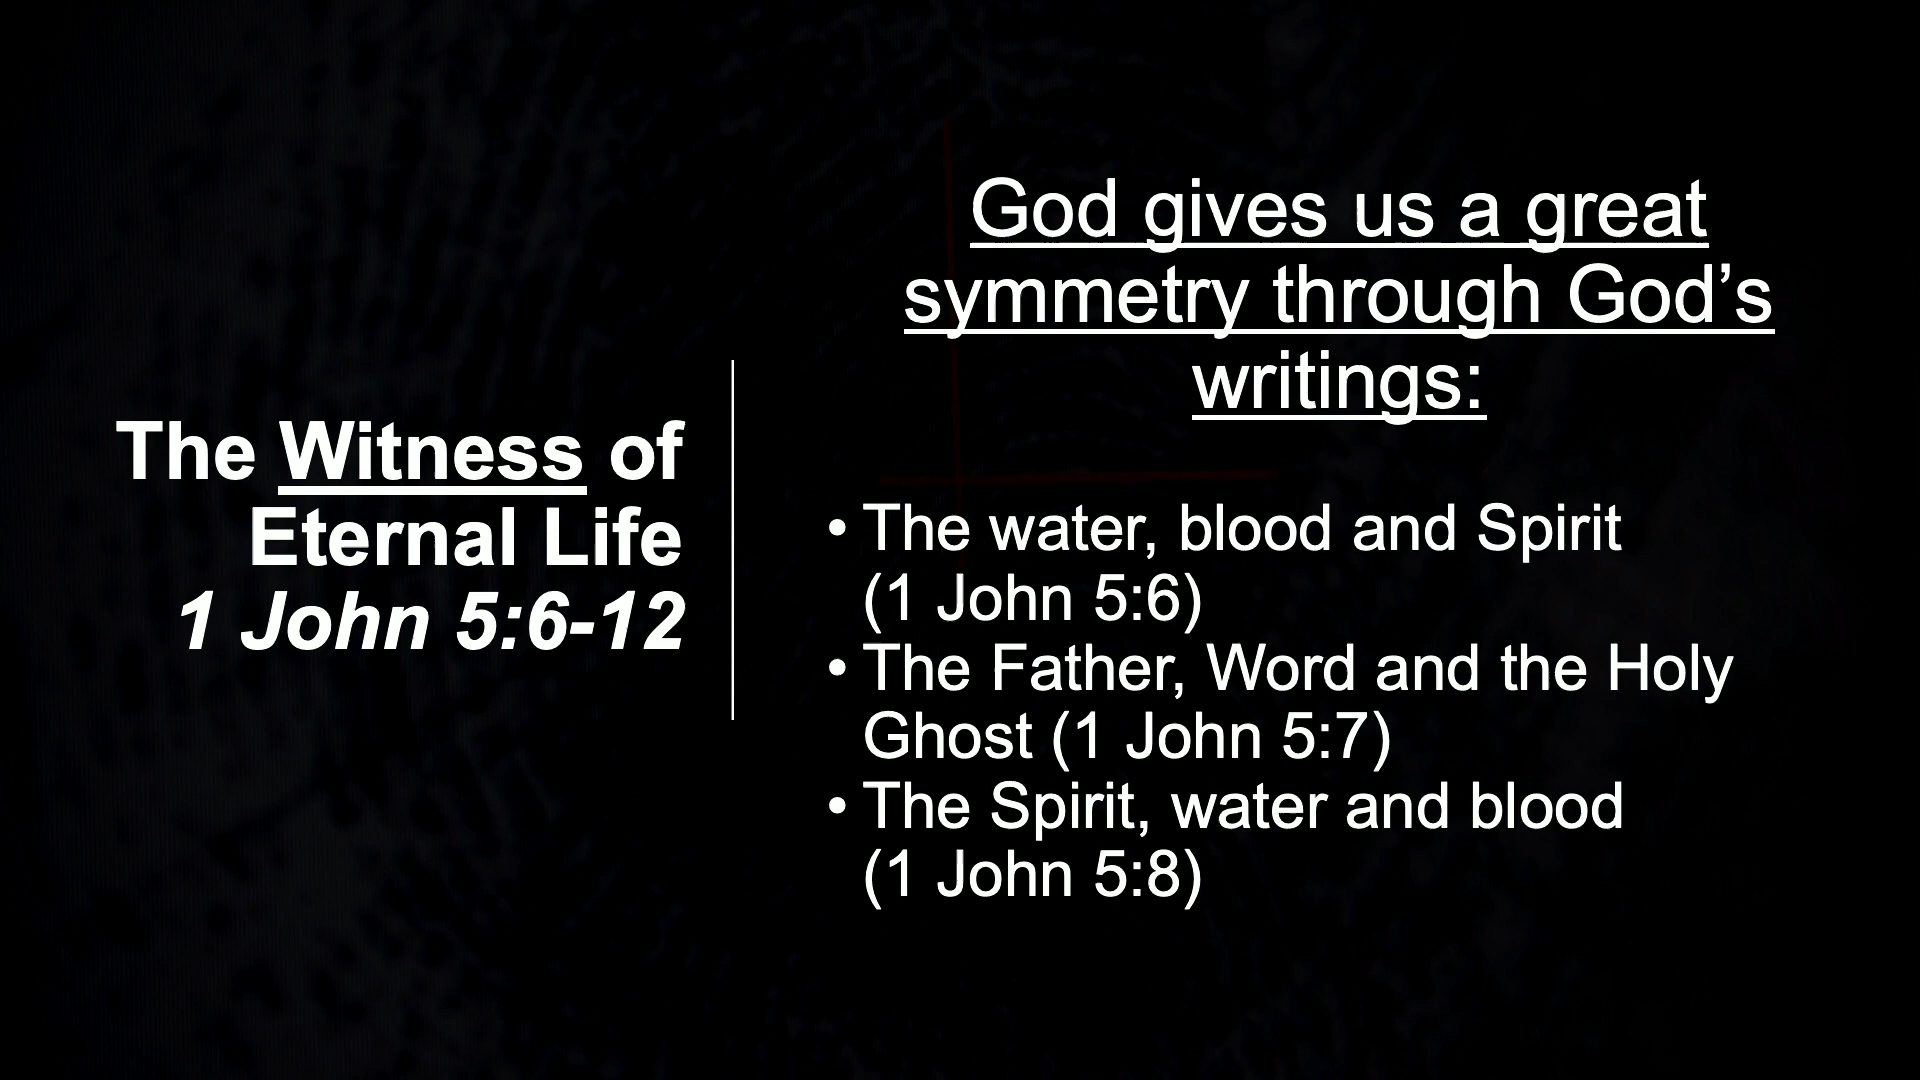 The Witness of
Eternal Life
1 John 5:6-12
God gives us a great
symmetry through God’s
writings:
• The water, blood and Spirit
(1 John 5:6)
• The Father, Word and the Holy
Ghost (1 John 5:7)
• The Spirit, water and blood
(1 John 5:8)